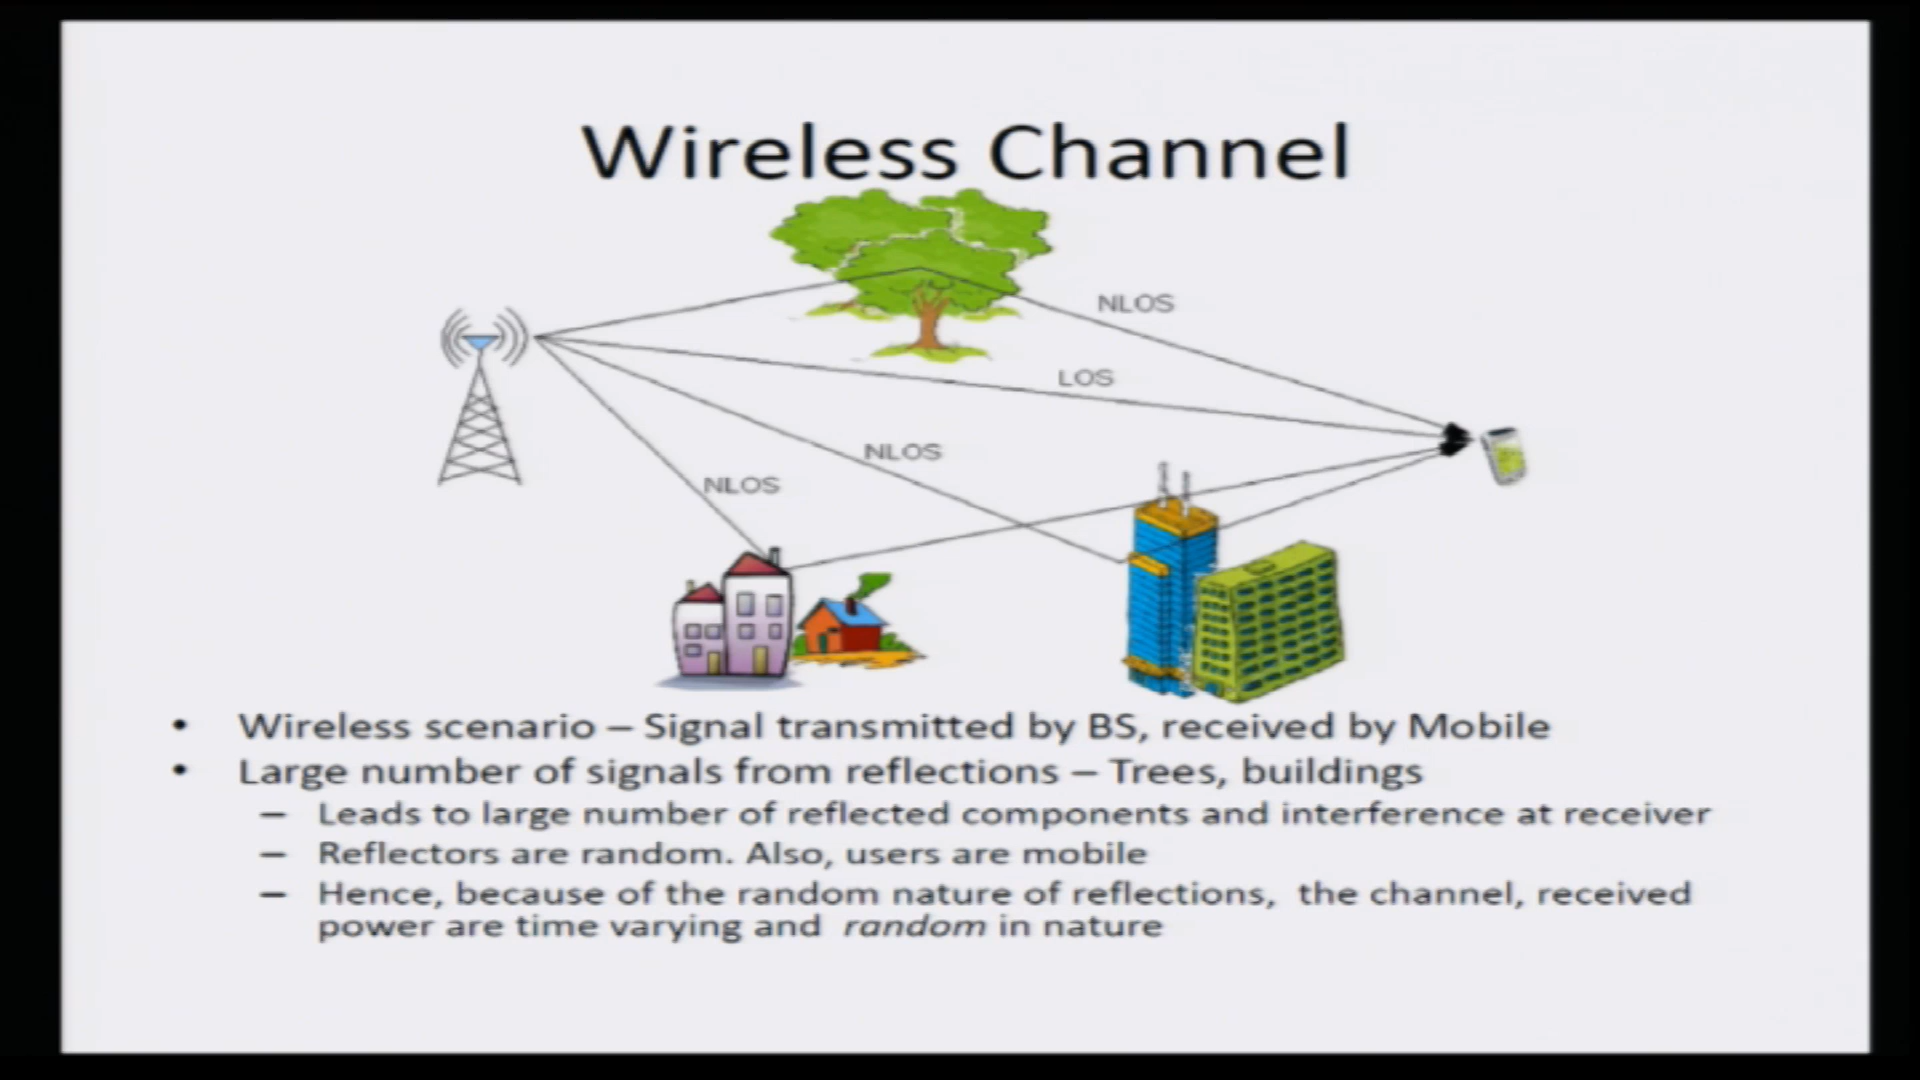 Wireless Channel
NLOS
LOS
NLOS
NLOS
• Wireless scenario – Signal transmitted by BS, received by Mobile
• Large number of signals from reflections – Trees, buildings
– Leads to large number of reflected components and interference at receiver
– Reflectors are random. Also, users are mobile
– Hence, because of the random nature of reflections, the channel, received
power are time varying and random in nature